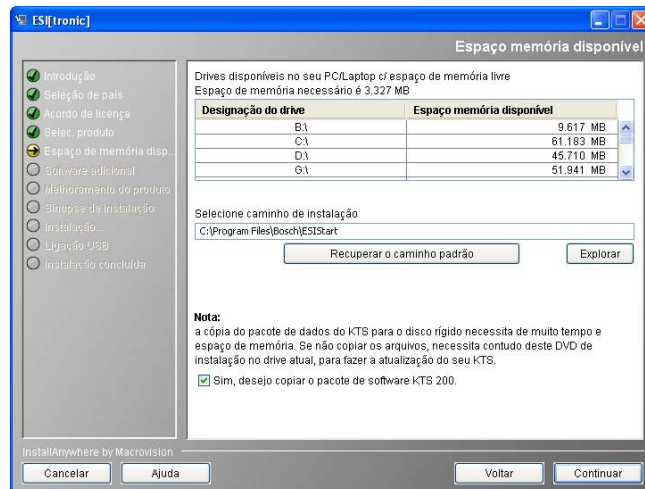 ESI[tronic]
Espaço memória disponível
Introdução
Seleção de país
Acordo de licença
Selec. produto
Espaço de memória disp...
Software adicional
Melhoramento do produto
Sinopse de instalação
Instalação...
Ligação USB
Instalação concluída
Drives disponíveis no seu PC/Laptop c/ espaço de memória livre
Espaço de memória necessário é 3.327 MB
Designação do drive Espaço memória disponível
B:\ 9.617 MB
C:\ 61.183 MB
D:\ 45.710 MB
G:\ 51.941 MB
Selecione caminho de instalação
C:\Program Files\Bosch\ESIStart
Recuperar o caminho padrão Explorar
Nota:
a cópia do pacote de dados do KTS para o disco rígido necessita de muito tempo e
espaço de memória. Se não copiar os arquivos, necessita contudo deste DVD de
instalação no drive atual, para fazer a atualização do seu KTS.
Sim, desejo copiar o pacote de software KTS 200.
InstallAnywhere by Macrovision
Cancelar Ajuda Voltar Continuar